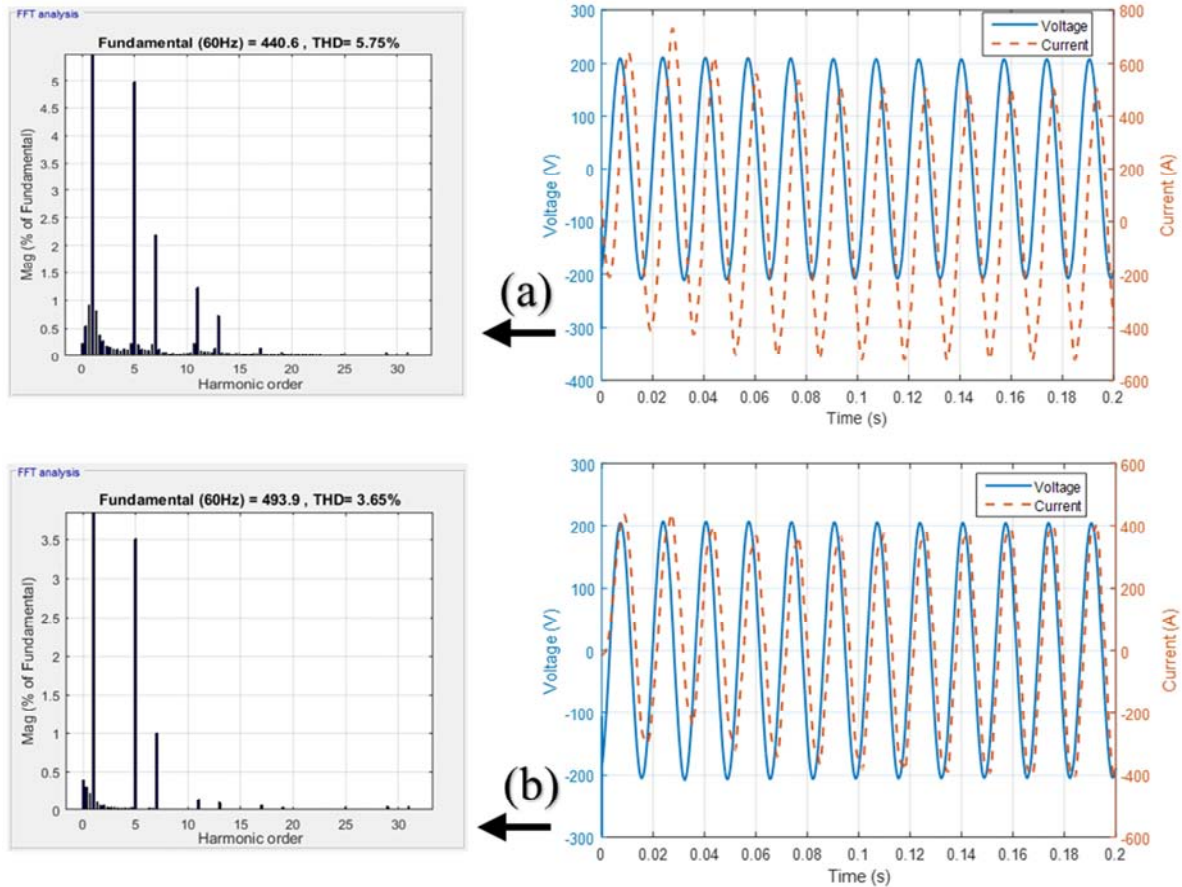 FFT analysis
Fundamental (60Hz) = 440.6 , THD= 5.75%
Mag (% of Fundamental)
5
4.5
4
3.5
3
2.5
2
1.5
1
0.5
0
0 5 10 15 20 25 30
Harmonic order
(a)
Voltage
Current
Voltage (V)
300
200
100
0
-100
-200
-300
-400
Current (A)
800
600
400
200
0
-200
-400
-600
0 0.02 0.04 0.06 0.08 0.1 0.12 0.14 0.16 0.18 0.2
Time (s)
FFT analysis
Fundamental (60Hz) = 493.9 , THD= 3.65%
Mag (% of Fundamental)
3.5
3
2.5
2
1.5
1
0.5
0
0 5 10 15 20 25 30
Harmonic order
(b)
Voltage
Current
Voltage (V)
300
200
100
0
-100
-200
-300
Current (A)
600
400
200
0
-200
-400
-600
0 0.02 0.04 0.06 0.08 0.1 0.12 0.14 0.16 0.18 0.2
Time (s)